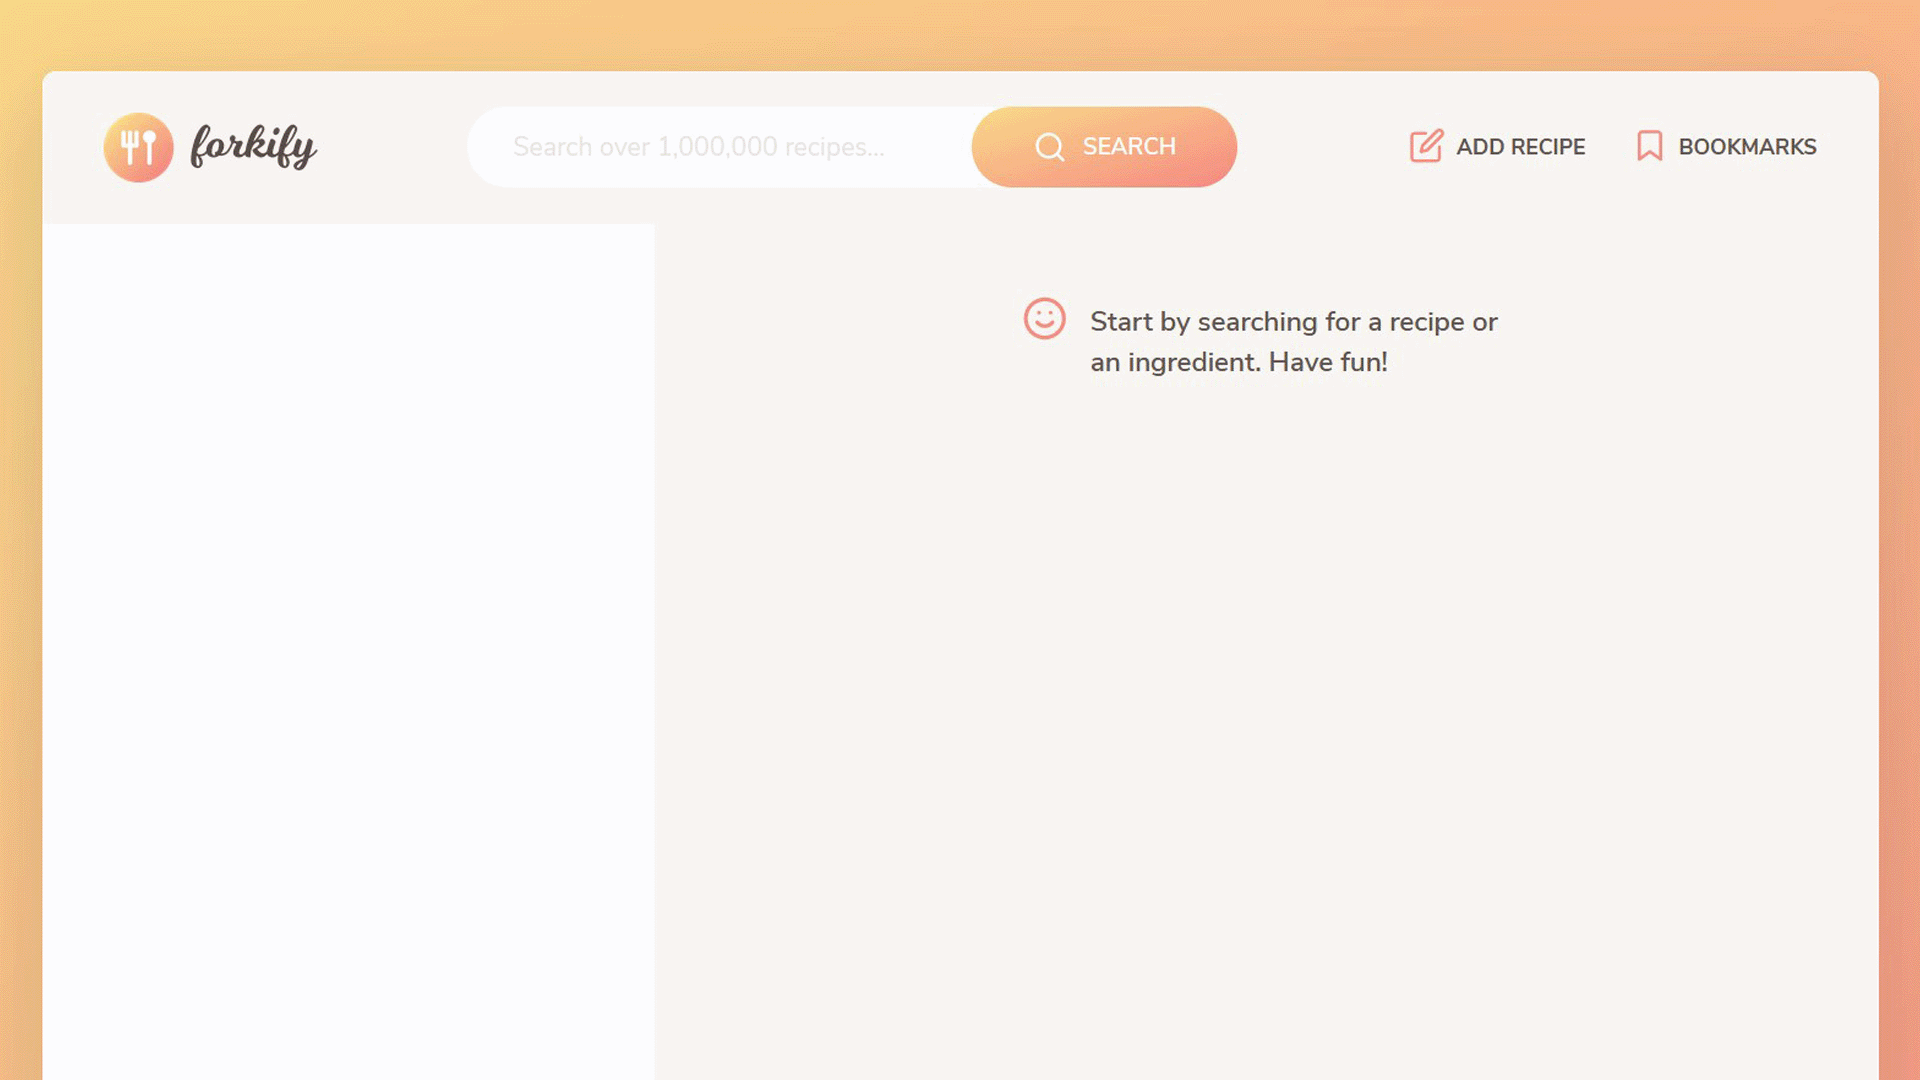 forkify
Search over 1,000,000 recipes...
SEARCH
ADD RECIPE
BOOKMARKS
Start by searching for a recipe or
an ingredient. Have fun!